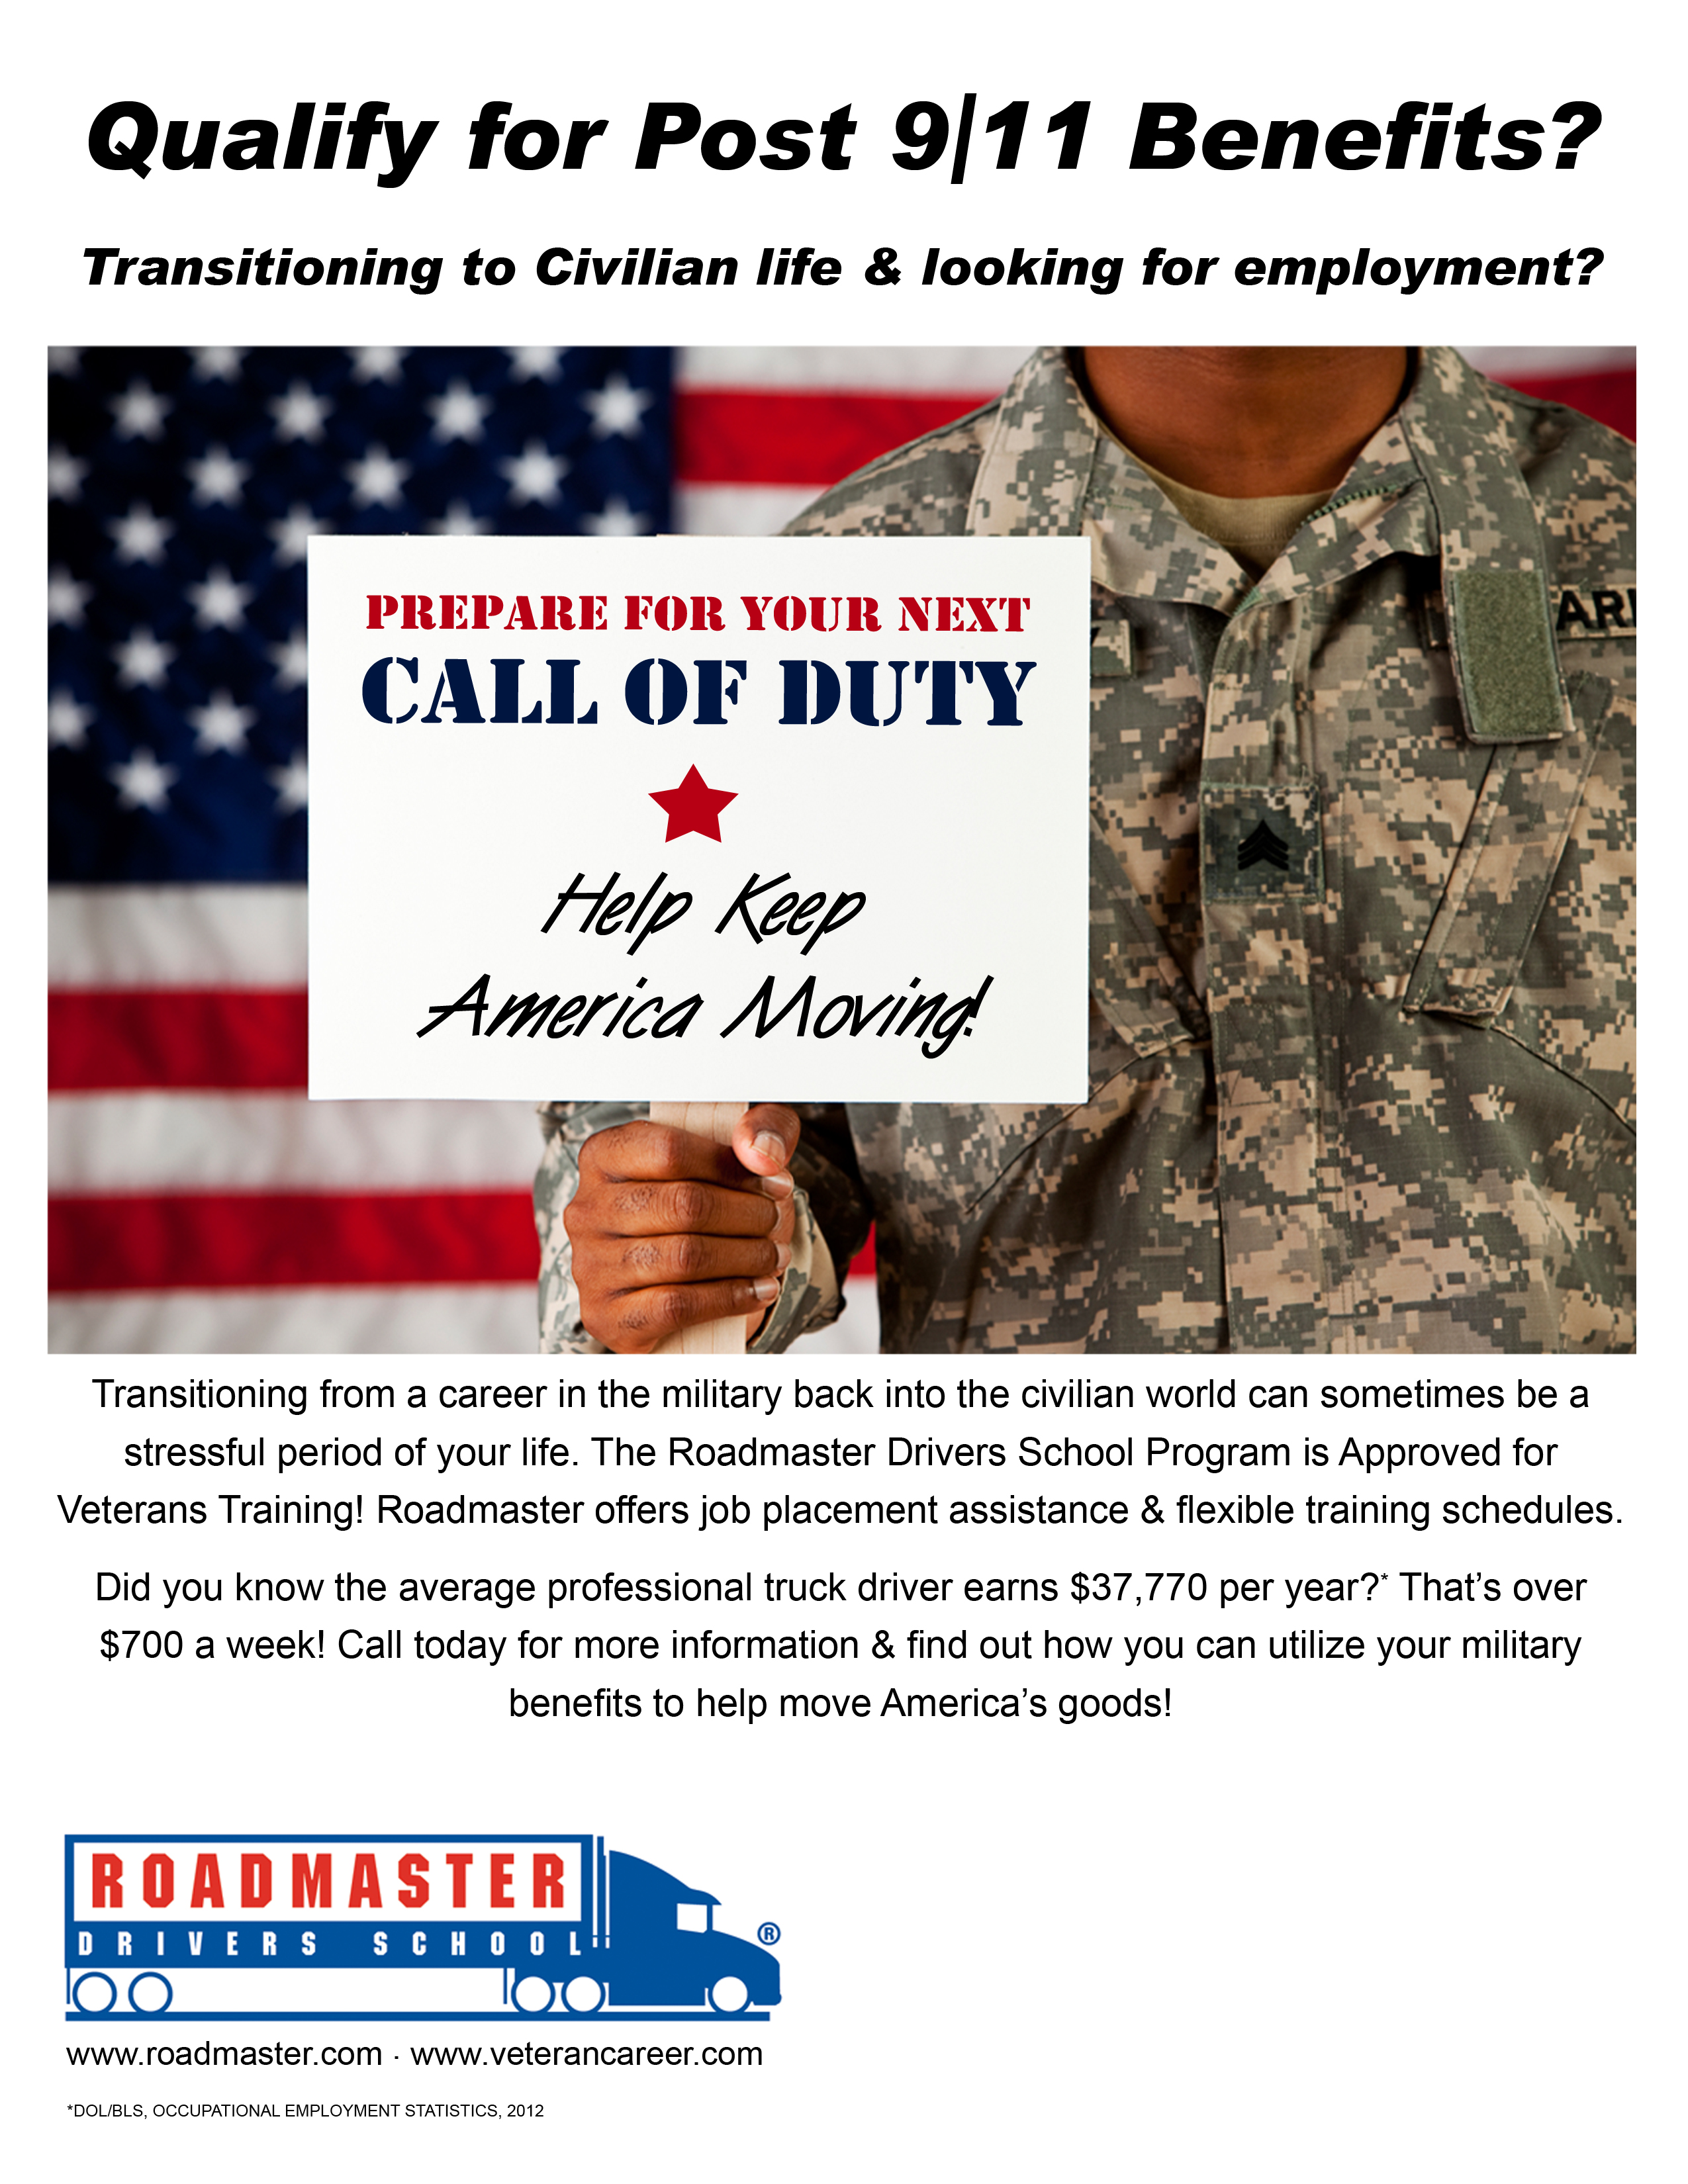 Qualify for Post 9|11 Benefits?
Transitioning to Civilian life & looking for employment?
PREPARE FOR YOUR NEXT
CALL OF DUTY
Help Keep
America Moving!
Transitioning from a career in the military back into the civilian world can sometimes be a
stressful period of your life. The Roadmaster Drivers School Program is Approved for
Veterans Training! Roadmaster offers job placement assistance & flexible training schedules.
Did you know the average professional truck driver earns $37,770 per year?* That’s over
$700 a week! Call today for more information & find out how you can utilize your military
benefits to help move America’s goods!
ROADMASTER
DRIVERS SCHOOL
®
www.roadmaster.com · www.veterancareer.com
*DOL/BLS, OCCUPATIONAL EMPLOYMENT STATISTICS, 2012